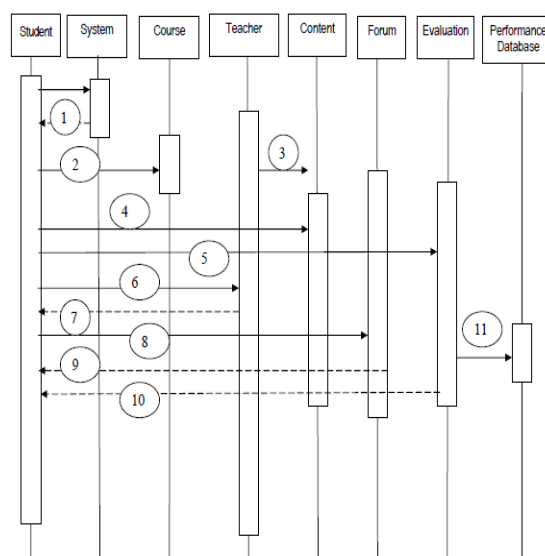 Student
System
Course
Teacher
Content
Forum
Evaluation
Performance
Database
1
2
3
4
5
6
7
8
11
9
10